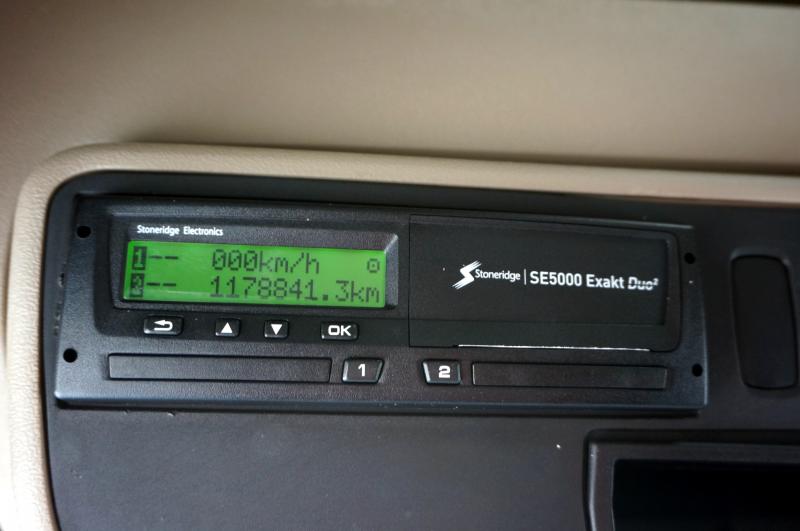 Stoneridge Electronics
1-- 000km/h
2-- 1178841.3km
Stoneridge | SE5000 Exakt Duo²
OK
1
2